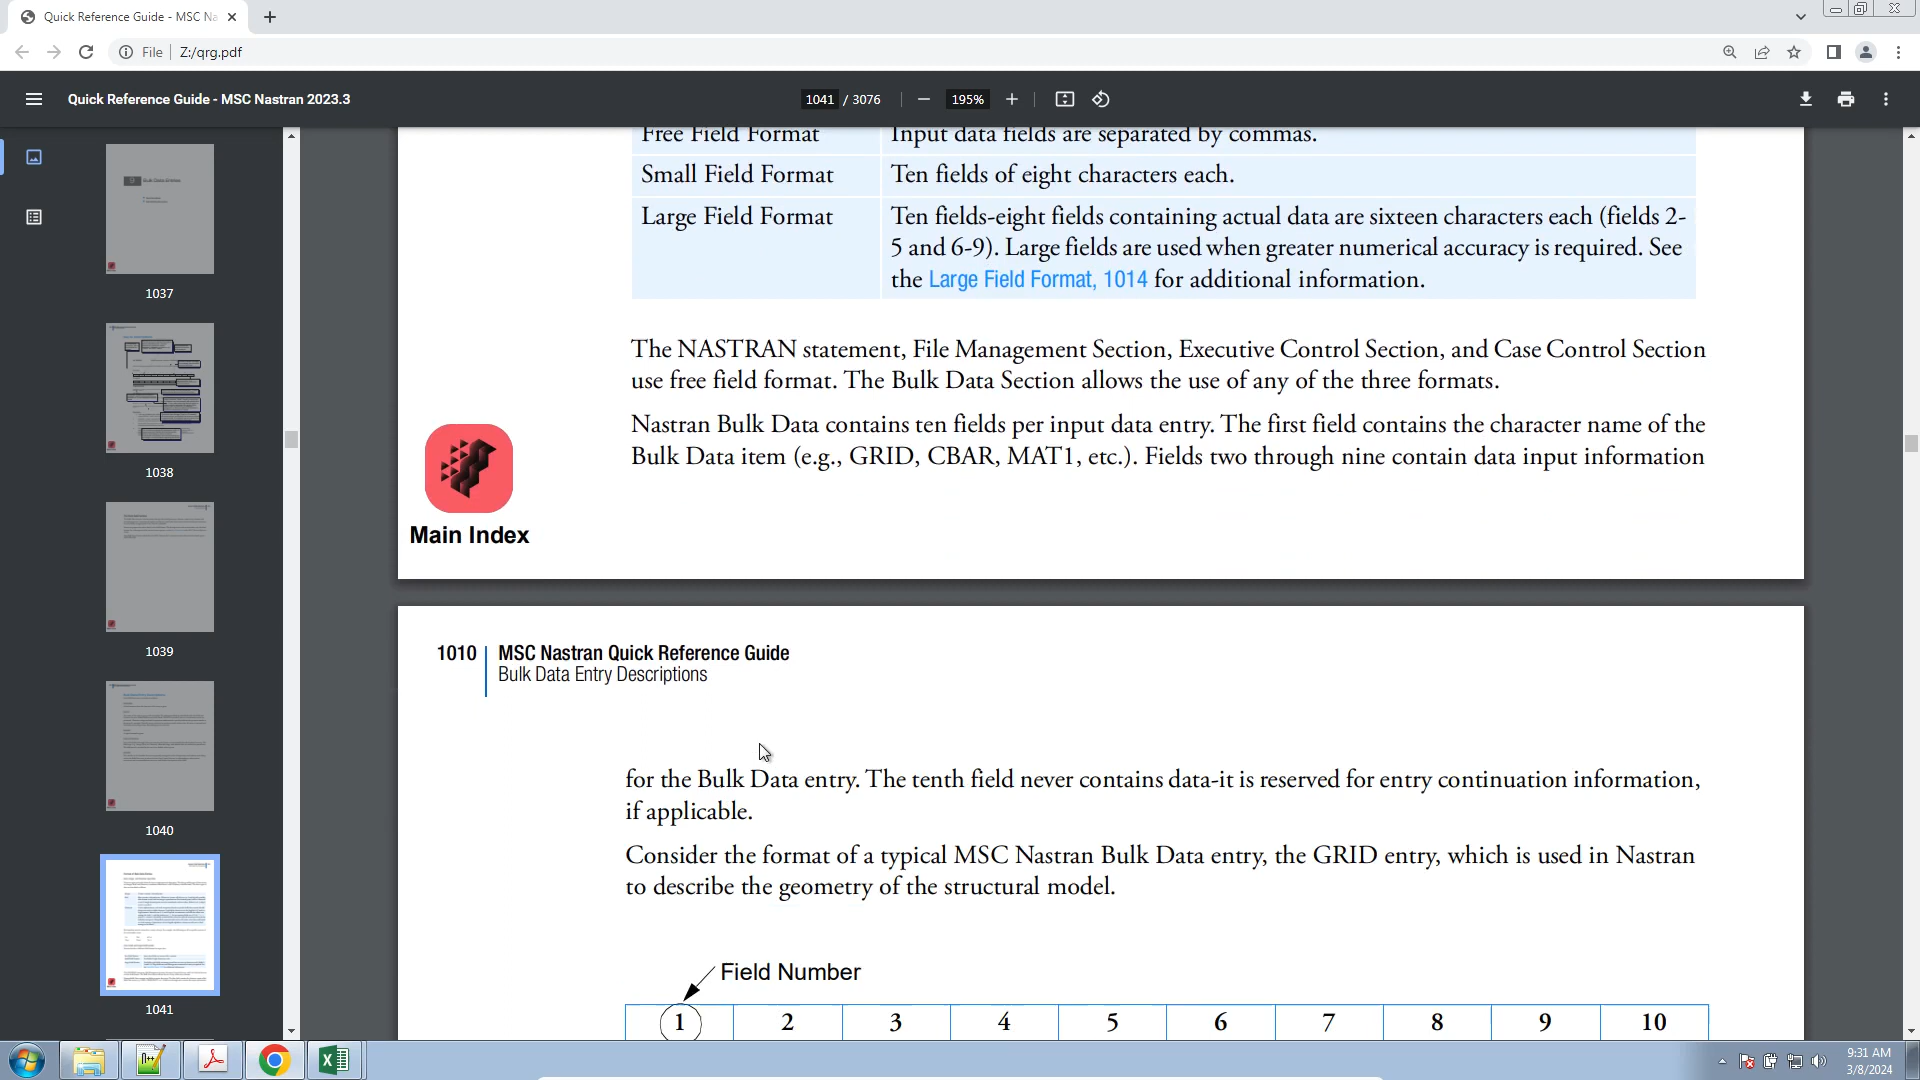 Quick Reference Guide - MSC Na
File
Z:/qrg.pdf
Quick Reference Guide - MSC Nastran 2023.3
1041 / 3076
195%
1037
1038
1039
1040
1041
Free Field Format
Input data fields are separated by commas.
Small Field Format
Ten fields of eight characters each.
Large Field Format
Ten fields-eight fields containing actual data are sixteen characters each (fields 2-
5 and 6-9). Large fields are used when greater numerical accuracy is required. See
the Large Field Format, 1014 for additional information.
The NASTRAN statement, File Management Section, Executive Control Section, and Case Control Section
use free field format. The Bulk Data Section allows the use of any of the three formats.
Nastran Bulk Data contains ten fields per input data entry. The first field contains the character name of the
Bulk Data item (e.g., GRID, CBAR, MAT1, etc.). Fields two through nine contain data input information
Main Index
1010
MSC Nastran Quick Reference Guide
Bulk Data Entry Descriptions
for the Bulk Data entry. The tenth field never contains data-it is reserved for entry continuation information,
if applicable.
Consider the format of a typical MSC Nastran Bulk Data entry, the GRID entry, which is used in Nastran
to describe the geometry of the structural model.
Field Number
1 2 3 4 5 6 7 8 9 10
9:31 AM
3/8/2024